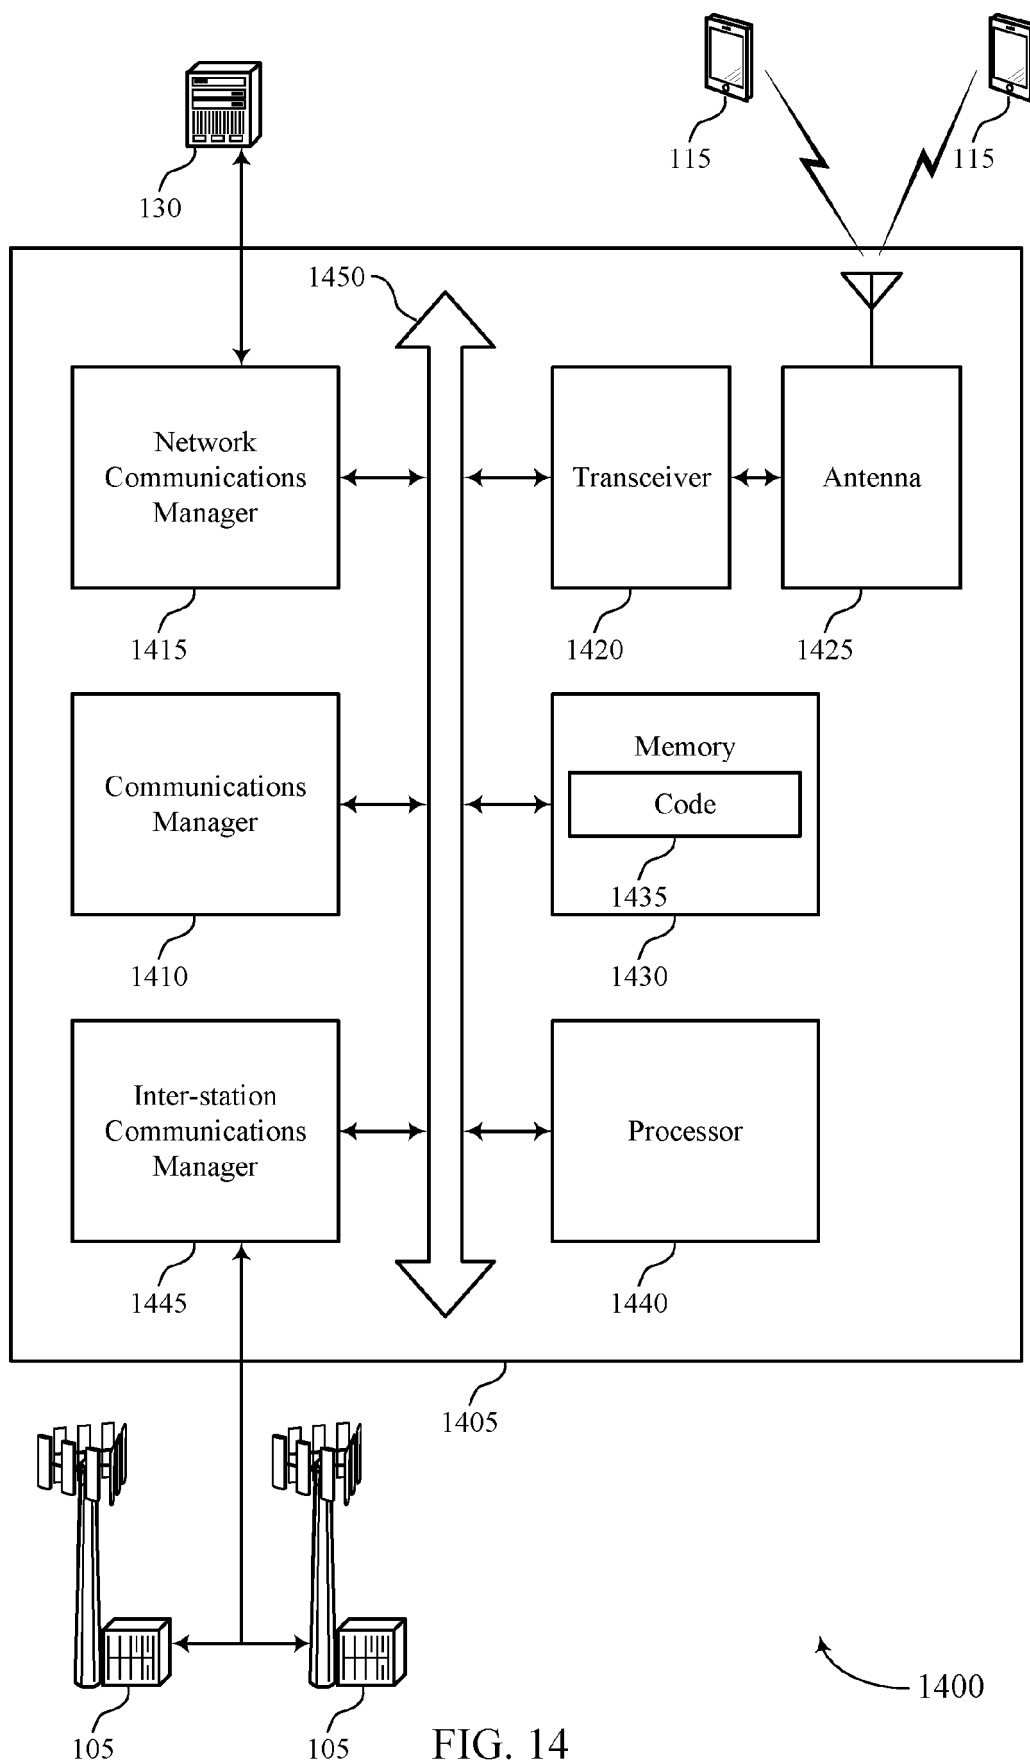 130
115
115
1450
Network
Communications
Manager
Transceiver
Antenna
1415
1420
1425
Communications
Manager
Memory
Code
1435
1410
1430
Inter-station
Communications
Manager
Processor
1445
1440
1405
105
105
1400
FIG. 14